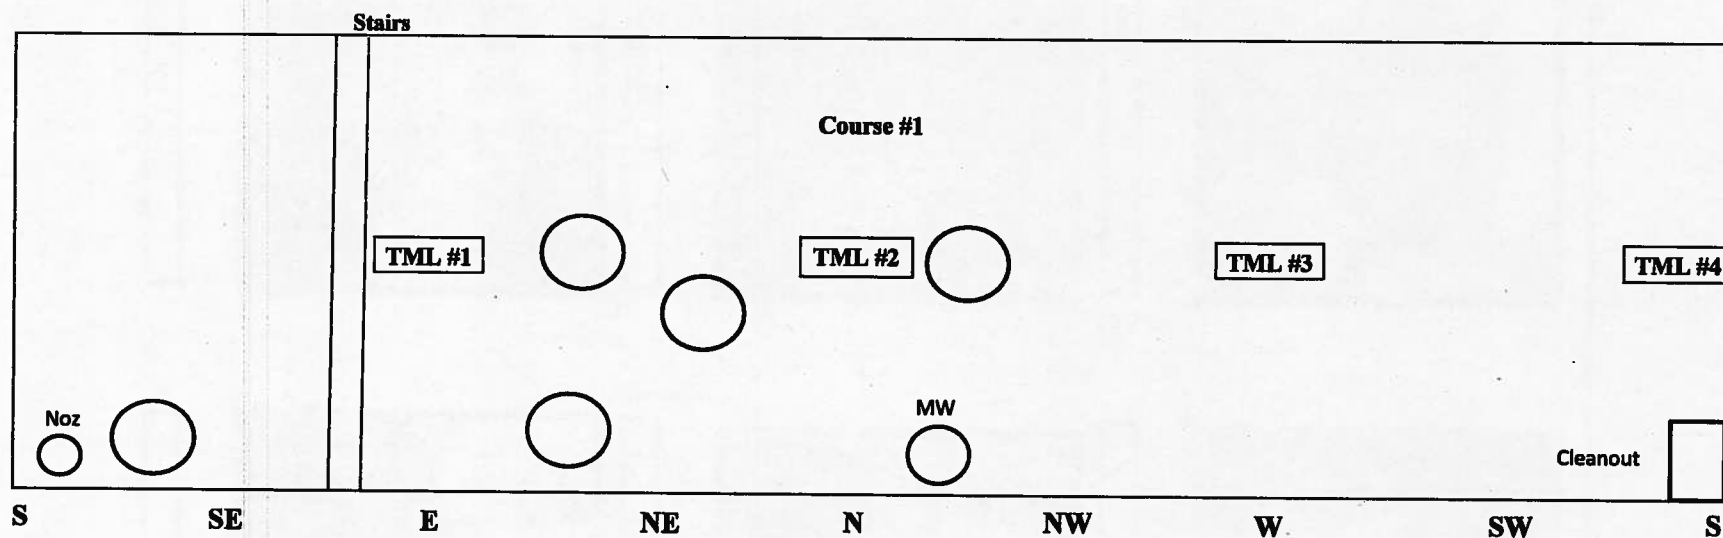 Stairs
Course #1
TML #1
TML #2
TML #3
TML #4
Noz
MW
Cleanout
S SE E NE N NW W SW S